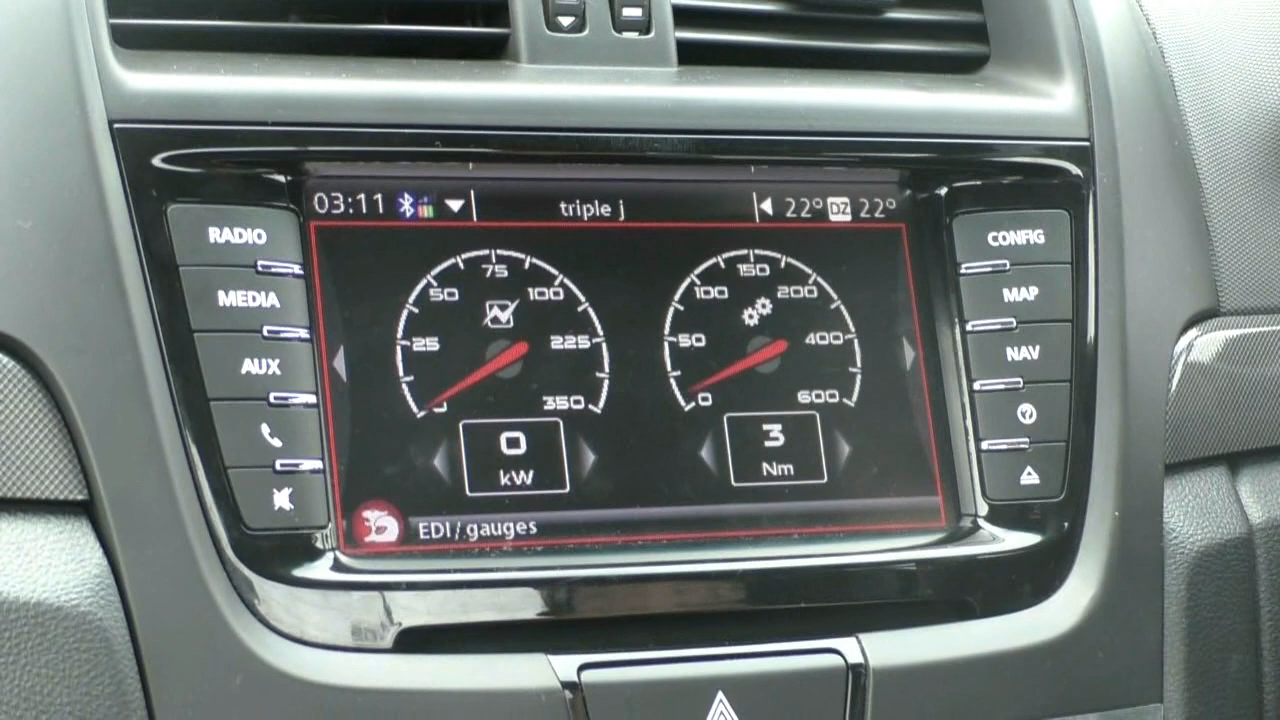 03:11 triple j 22° DZ 22°
RADIO
MEDIA
AUX
CONFIG
MAP
NAV
?
0 25 50 75 100 225 350
0 kW
0 50 100 150 200 400 600
3 Nm
EDI / gauges